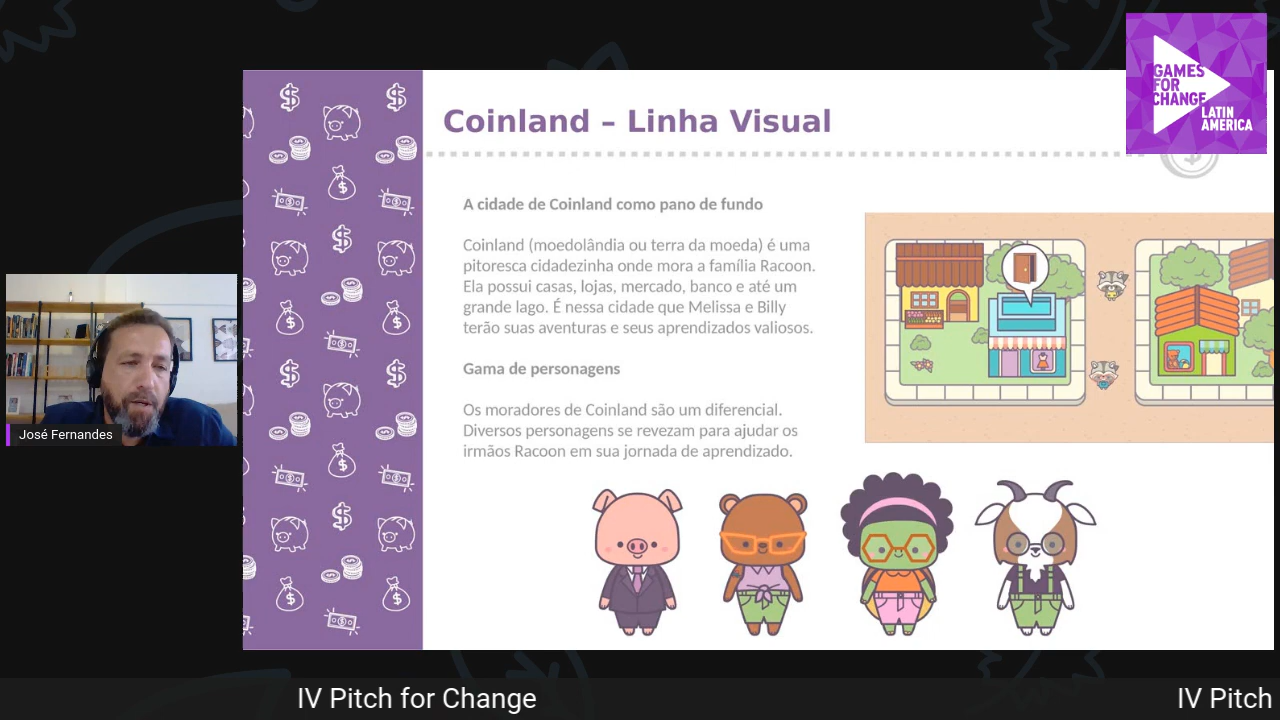 GAMES
FOR
CHANGE
LATIN
AMERICA
Coinland – Linha Visual
A cidade de Coinland como pano de fundo
Coinland (moedolândia ou terra da moeda) é uma
pitoresca cidadezinha onde mora a família Racoon.
Ela possui casas, lojas, mercado, banco e até um
grande lago. É nessa cidade que Melissa e Billy
terão suas aventuras e seus aprendizados valiosos.
Gama de personagens
Os moradores de Coinland são um diferencial.
Diversos personagens se revezam para ajudar os
irmãos Racoon em sua jornada de aprendizado.
José Fernandes
IV Pitch for Change
IV Pitch